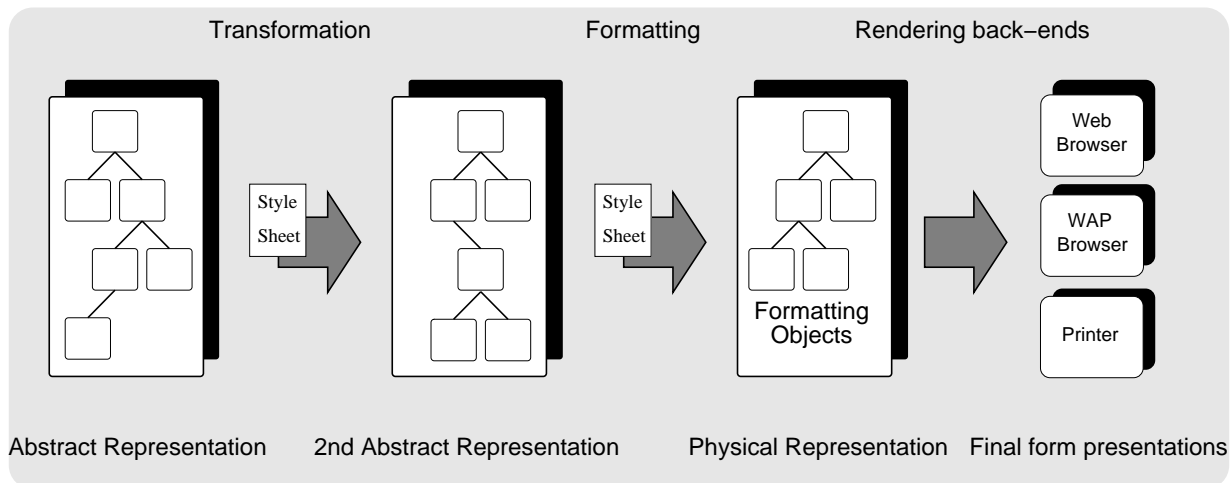 Transformation
Formatting
Rendering back−ends
Style
Sheet
Style
Sheet
Formatting
Objects
Web
Browser
WAP
Browser
Printer
Abstract Representation
2nd Abstract Representation
Physical Representation
Final form presentations